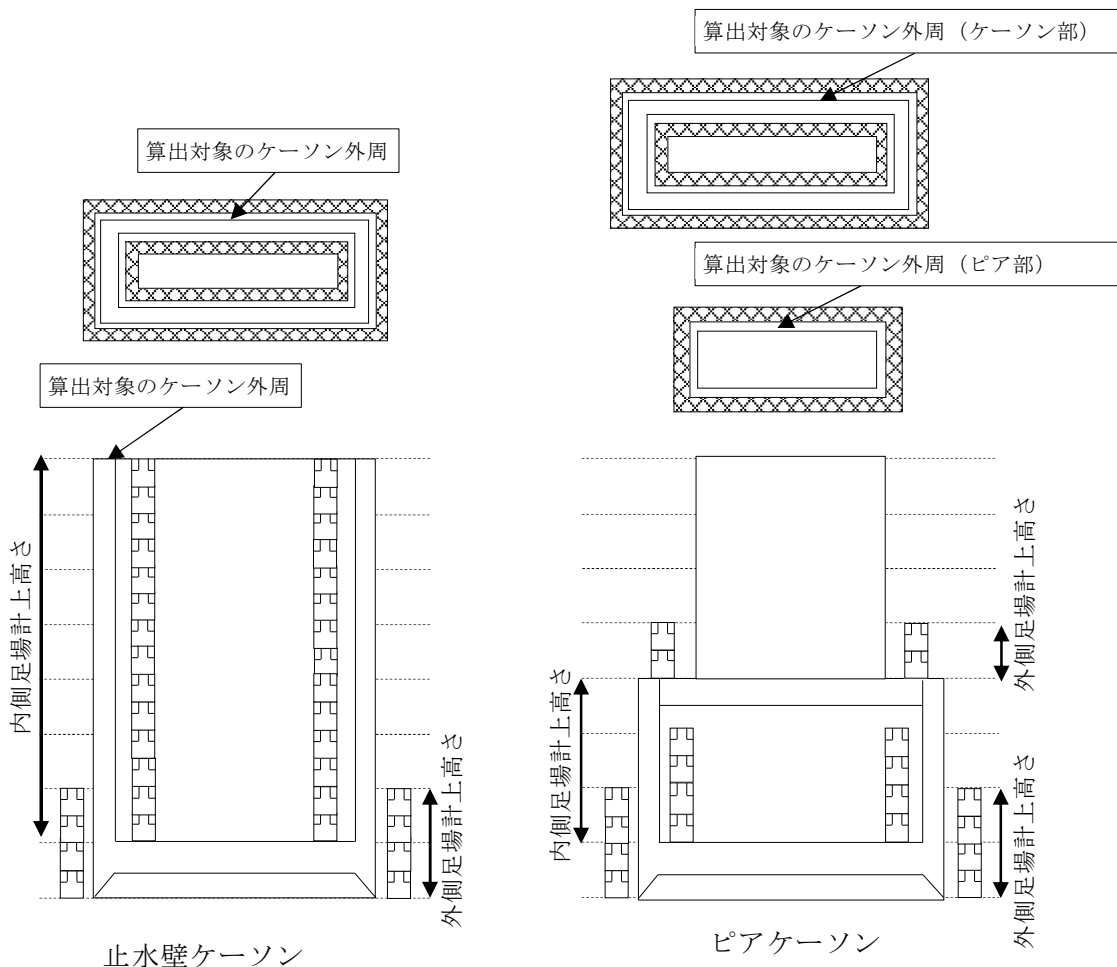 算出対象のケーソン外周（ケーソン部）
算出対象のケーソン外周
算出対象のケーソン外周（ピア部）
算出対象のケーソン外周
内側足場計上高さ
外側足場計上高さ
外側足場計上高さ
内側足場計上高さ
外側足場計上高さ
止水壁ケーソン
ピアケーソン